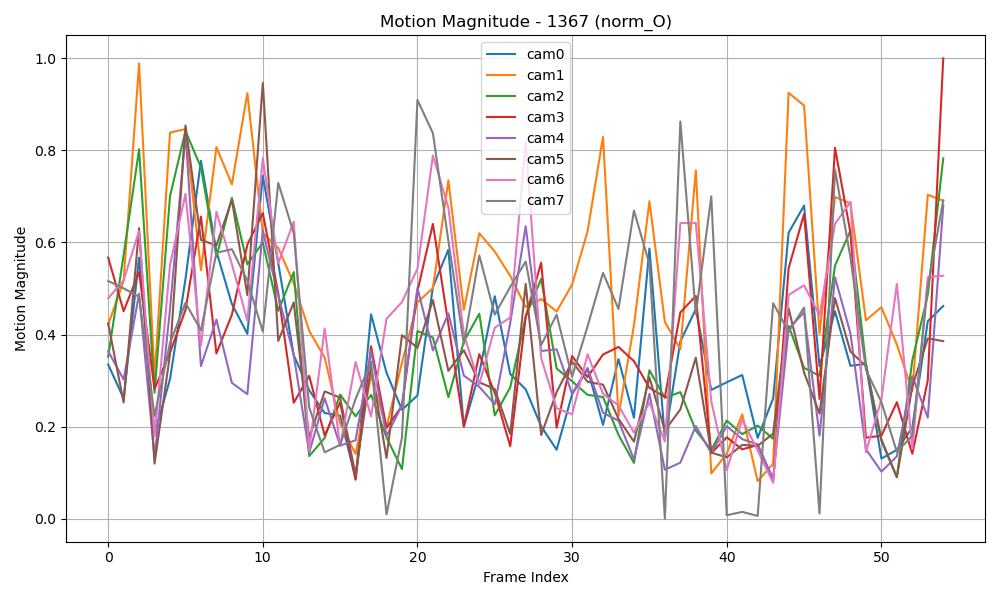 Motion Magnitude - 1367 (norm_O)
cam0
cam1
cam2
cam3
cam4
cam5
cam6
cam7
Motion Magnitude
1.0
0.8
0.6
0.4
0.2
0.0
0 10 20 30 40 50
Frame Index